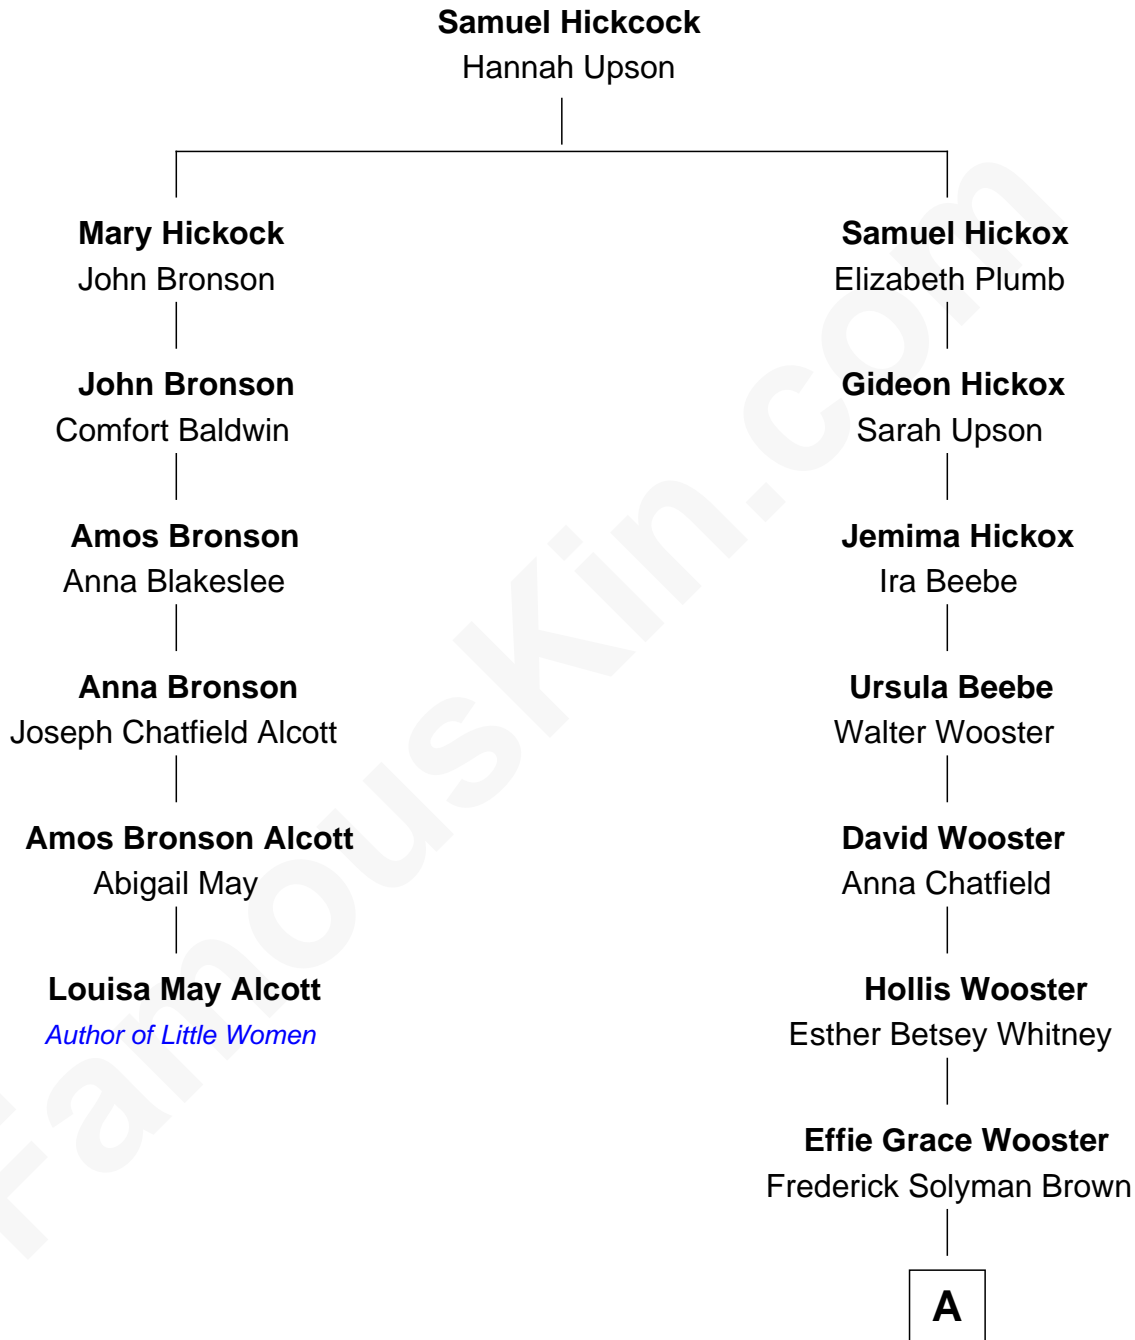 Samuel Hickcock
Hannah Upson
Mary Hickock
John Bronson
Samuel Hickox
Elizabeth Plumb
John Bronson
Comfort Baldwin
Gideon Hickox
Sarah Upson
Amos Bronson
Anna Blakeslee
Jemima Hickox
Ira Beebe
Anna Bronson
Joseph Chatfield Alcott
Ursula Beebe
Walter Wooster
Amos Bronson Alcott
Abigail May
David Wooster
Anna Chatfield
Louisa May Alcott
Author of Little Women
Hollis Wooster
Esther Betsey Whitney
Effie Grace Wooster
Frederick Solyman Brown
A
FamousKin.com